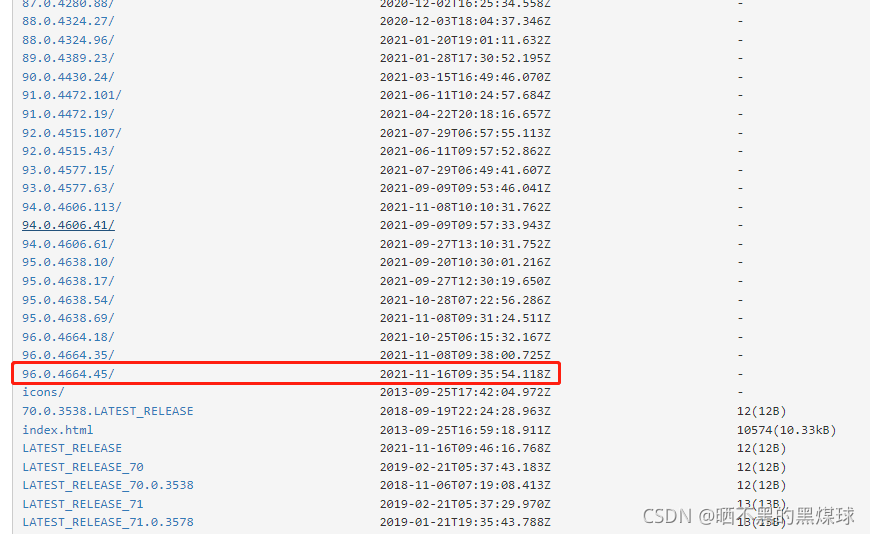 87.0.4280.88/ 2020-12-02T16:25:34.558Z -
88.0.4324.27/ 2020-12-03T18:04:37.346Z -
88.0.4324.96/ 2021-01-20T19:01:11.632Z -
89.0.4389.23/ 2021-01-28T17:30:52.195Z -
90.0.4430.24/ 2021-03-15T16:49:46.070Z -
91.0.4472.101/ 2021-06-11T10:24:57.684Z -
91.0.4472.19/ 2021-04-22T20:18:16.657Z -
92.0.4515.107/ 2021-07-29T06:57:55.113Z -
92.0.4515.43/ 2021-06-11T09:57:52.862Z -
93.0.4577.15/ 2021-07-29T06:49:41.607Z -
93.0.4577.63/ 2021-09-09T09:53:46.041Z -
94.0.4606.113/ 2021-11-08T10:10:31.762Z -
94.0.4606.41/ 2021-09-09T09:57:33.943Z -
94.0.4606.61/ 2021-09-27T13:10:31.752Z -
95.0.4638.10/ 2021-09-20T10:30:01.216Z -
95.0.4638.17/ 2021-09-27T12:30:19.650Z -
95.0.4638.54/ 2021-10-28T07:22:56.286Z -
95.0.4638.69/ 2021-11-08T09:31:24.511Z -
96.0.4664.18/ 2021-10-25T06:15:32.167Z -
96.0.4664.35/ 2021-11-08T09:38:00.725Z -
96.0.4664.45/ 2021-11-16T09:35:54.118Z -
icons/ 2013-09-25T17:42:04.972Z -
70.0.3538.LATEST_RELEASE 2018-09-19T22:24:28.963Z 12(12B)
index.html 2013-09-25T16:59:18.911Z 10574(10.33kB)
LATEST_RELEASE 2021-11-16T09:46:16.768Z 12(12B)
LATEST_RELEASE_70 2019-02-21T05:37:43.183Z 12(12B)
LATEST_RELEASE_70.0.3538 2018-11-06T07:19:08.413Z 12(12B)
LATEST_RELEASE_71 2019-02-21T05:37:29.970Z 13(13B)
LATEST_RELEASE_71.0.3578 2019-01-21T19:35:43.788Z 13(13B)
CSDN @晒不黑的黑煤球